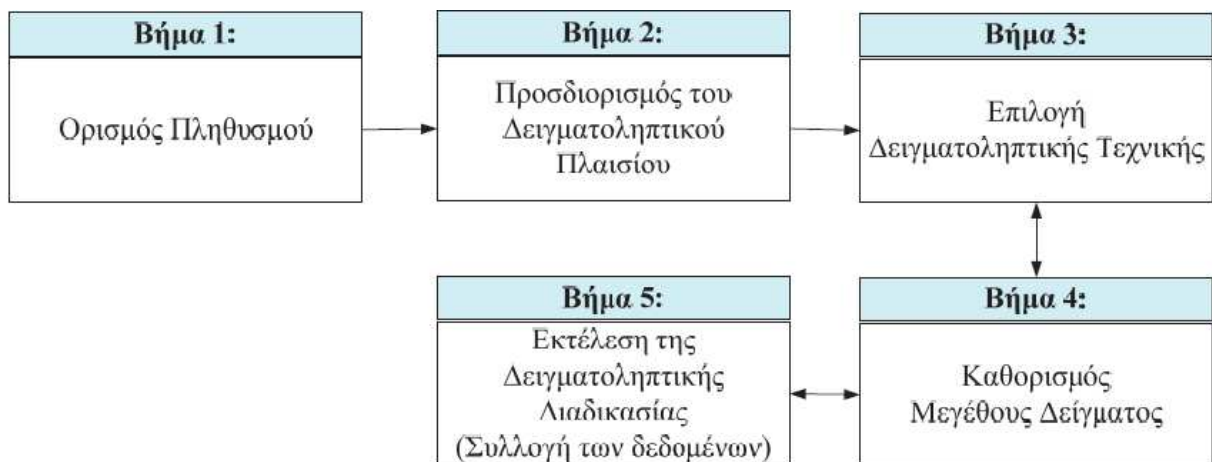 Βήμα 1:
Ορισμός Πληθυσμού
Βήμα 2:
Προσδιορισμός του
Δειγματοληπτικού
Πλαισίου
Βήμα 3:
Επιλογή
Δειγματοληπτικής Τεχνικής
Βήμα 4:
Καθορισμός
Μεγέθους Δείγματος
Βήμα 5:
Εκτέλεση της
Δειγματοληπτικής
Διαδικασίας
(Συλλογή των δεδομένων)